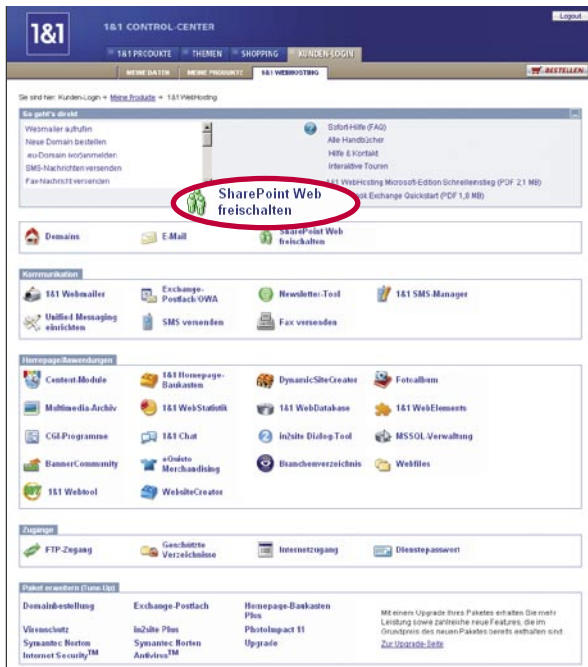 Logout
1&1
1&1 CONTROL-CENTER
1&1 PRODUKTE THEMEN SHOPPING KUNDEN-LOGIN
MEINE DATEN MEINE PRODUKTE 1&1 WEBHOSTING BESTELLEN
Sie sind hier: Kunden-Login → Meine Produkte → 1&1 WebHosting
So geht's direkt
Webmailer aufrufen
Neue Domain bestellen
.eu-Domain vor
SMS-Nachrichten versenden
Fax-Nachricht versenden
Sofort-Hilfe (FAQ)
Alle Handbücher
Hilfe & Kontakt
Interaktive Touren
1&1 WebHosting Microsoft-Edition Schnelleinstieg (PDF 2,1 MB)
Exchange Quickstart (PDF 1,8 MB)
SharePoint Web
freischalten
Domains E-Mail SharePoint Web
freischalten
Kommunikation
1&1 Webmailer Exchange-
Postfach/OWA Newsletter-Tool 1&1 SMS-Manager
Unified Messaging
einrichten SMS versenden Fax versenden
Homepage/Anwendungen
Content-Module 1&1 Homepage-
Baukasten DynamicSiteCreator Fotoalbum
Multimedia-Archiv 1&1 WebStatistik 1&1 WebDatabase 1&1 WebElements
CGI-Programme 1&1 Chat in2site Dialog-Tool MSSQL-Verwaltung
BannerCommunity
Merchandising Branchenverzeichnis Webfiles
1&1 Webtool WebsiteCreator
Zugänge
FTP-Zugang Geschützte
Verzeichnisse Internetzugang Dienstepasswort
Paket erweitern (Tune Up)
Domainbestellung Exchange-Postfach Homepage-Baukasten
Plus
Virenschutz in2site Plus PhotoImpact 11
Symantec Norton
Internet Security™ Symantec Norton
Antivirus™ Upgrade
Mit einem Upgrade Ihres Paketes erhalten Sie mehr
Leistung sowie zahlreiche neue Features, die im
Grundpreis des neuen Paketes bereits enthalten sind.
Zur Upgrade-Seite